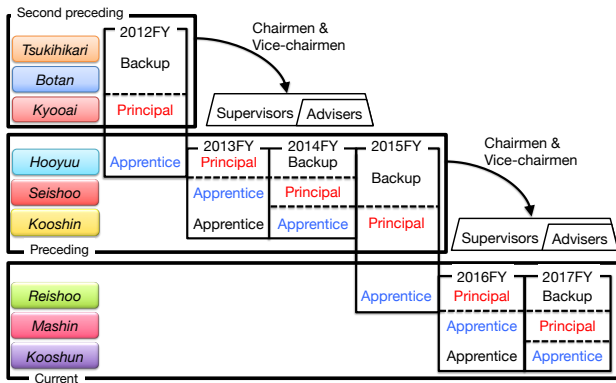 Second preceding
2012FY
Chairmen &
Vice-chairmen
Tsukihikari
Backup
Botan
Kyooai
Principal
Supervisors
Advisers
2013FY
2014FY
2015FY
Chairmen &
Vice-chairmen
Hooyuu
Apprentice
Principal
Backup
Backup
Seishoo
Apprentice
Principal
Kooshin
Apprentice
Apprentice
Principal
Supervisors
Advisers
Preceding
2016FY
2017FY
Reishoo
Apprentice
Principal
Backup
Mashin
Apprentice
Principal
Kooshun
Apprentice
Apprentice
Current